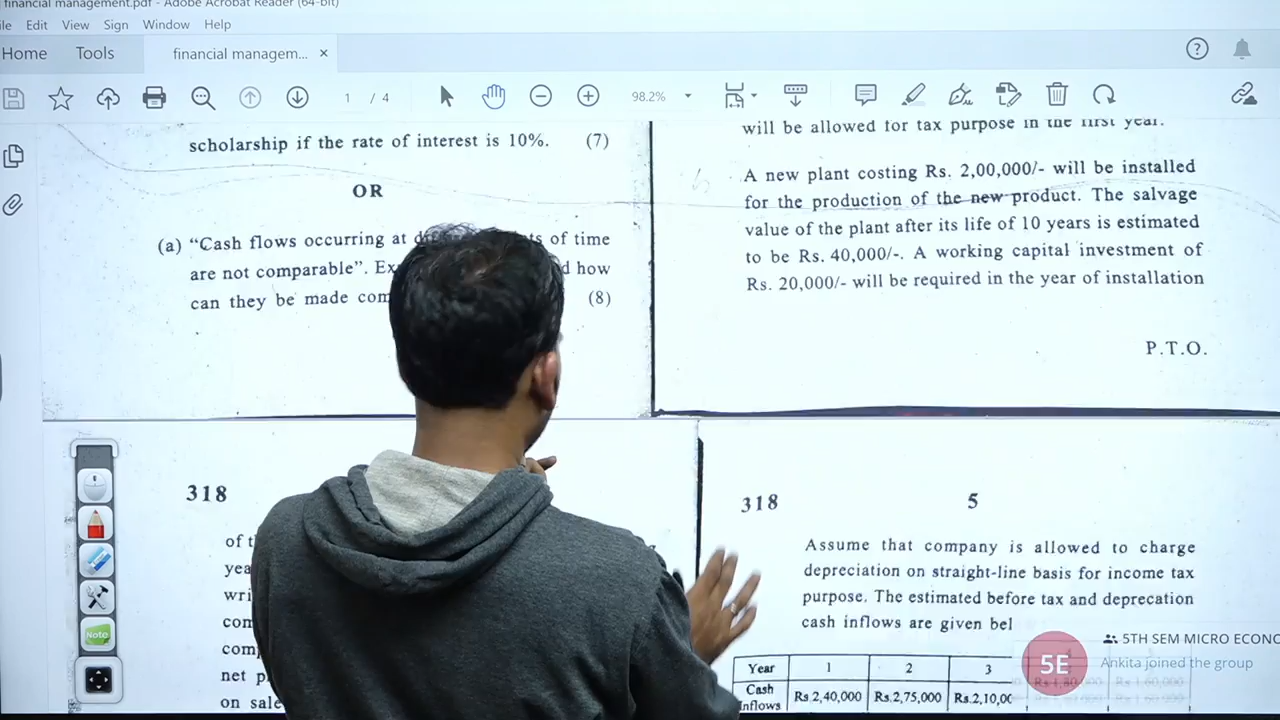 financial management.pdf - Adobe Acrobat Reader (64-bit)
Edit View Sign Window Help
Home Tools financial managem... ×
1 / 4 98.2%
scholarship if the rate of interest is 10%. (7)
OR
(a) “Cash flows occurring at of time
are not comparable”. how
can they be made (8)
will be allowed for tax purpose in the first year.
A new plant costing Rs. 2,00,000/- will be installed
for the production of the new product. The salvage
value of the plant after its life of 10 years is estimated
to be Rs. 40,000/-. A working capital investment of
Rs. 20,000/- will be required in the year of installation
P.T.O.
318
of
net
on sale
Note
318 5
Assume that company is allowed to charge
depreciation on straight-line basis for income tax
purpose. The estimated before tax and deprecation
cash inflows are given
Year 1 2 3
Cash Inflows Rs.2,40,000 Rs.2,75,000
5E
5TH SEM MICRO
Ankita joined the group